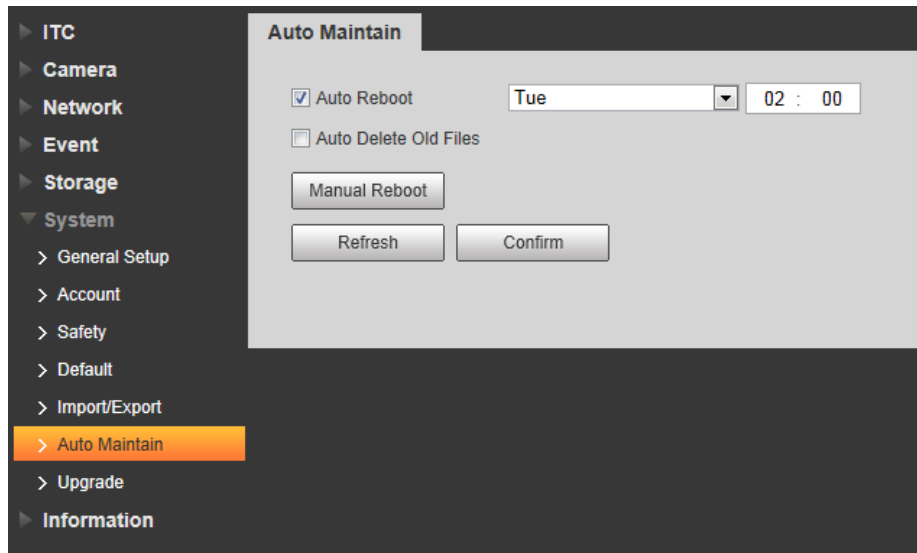 ITC
Camera
Network
Event
Storage
System
General Setup
Account
Safety
Default
Import/Export
Auto Maintain
Upgrade
Information
Auto Maintain
Auto Reboot Tue 02 : 00
Auto Delete Old Files
Manual Reboot
Refresh Confirm